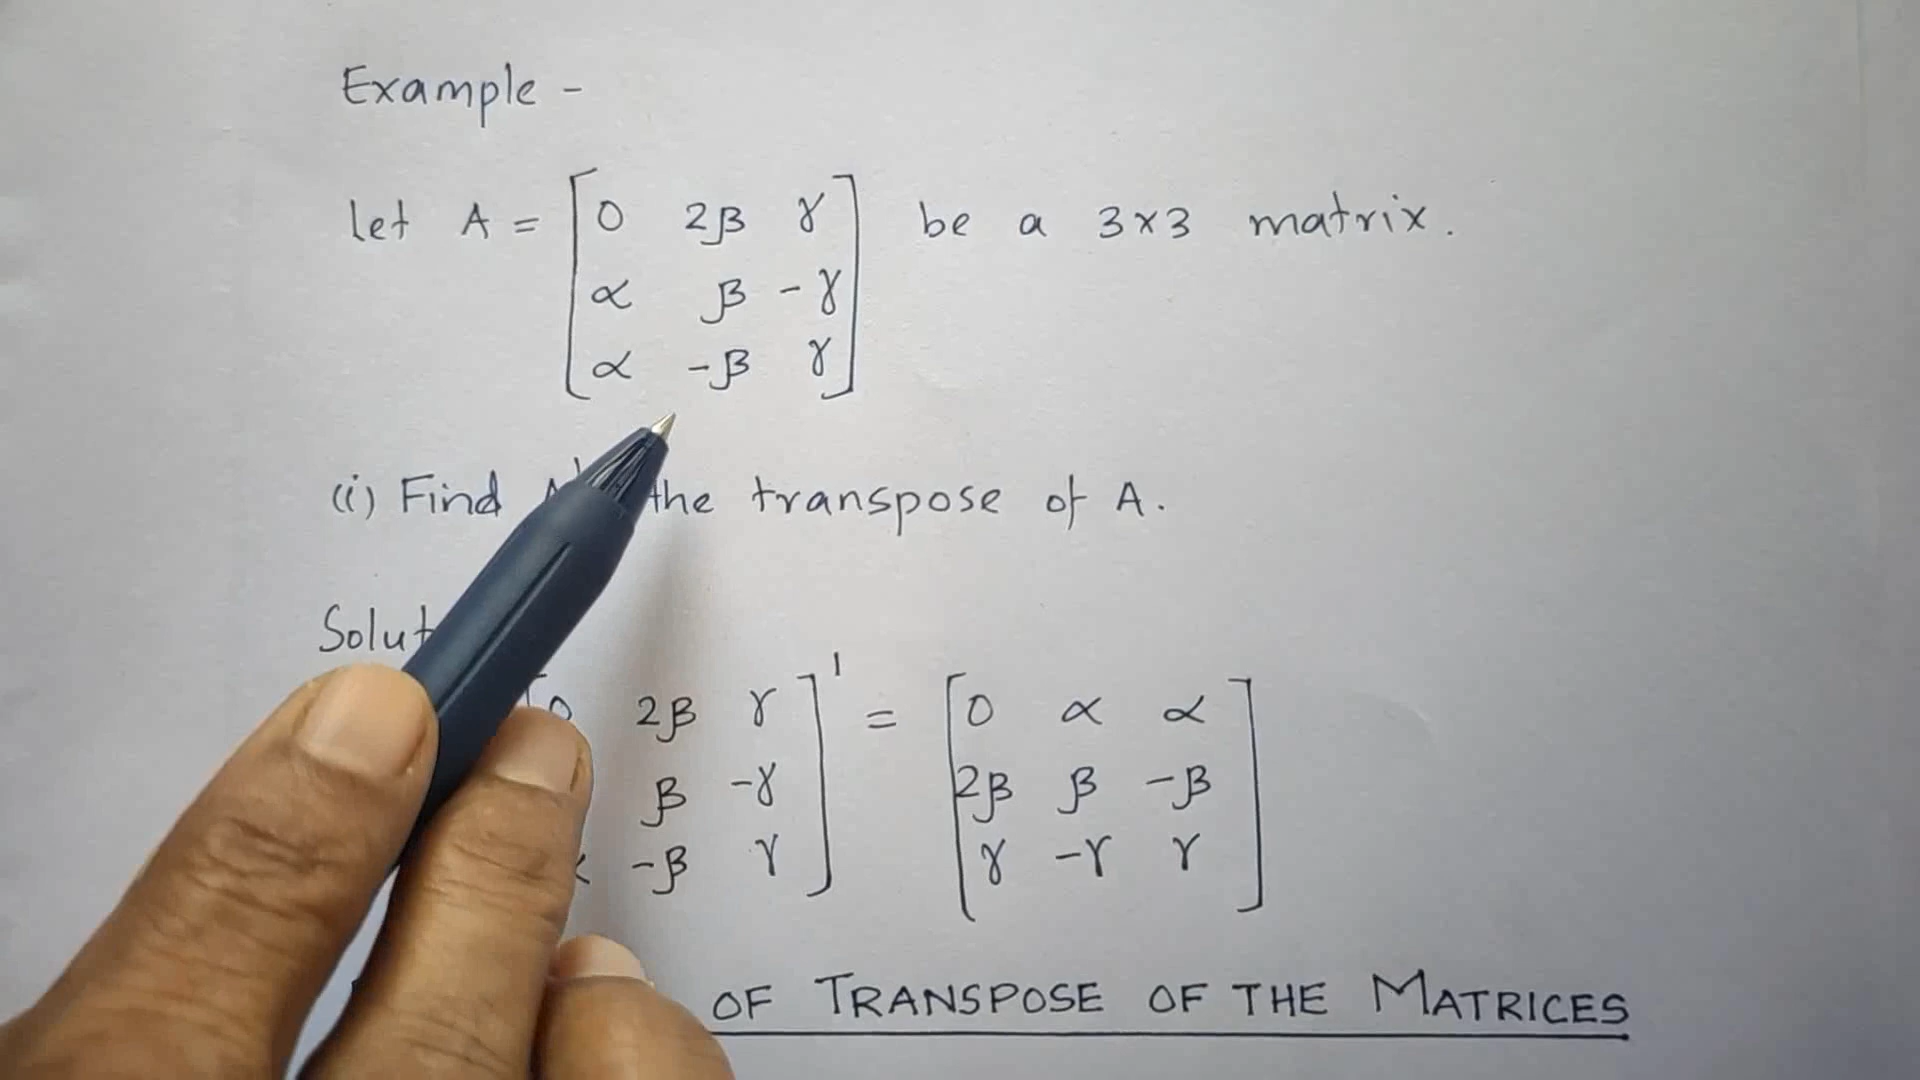 Example -
let A = [0 2β γ] be a 3×3 matrix.
α β -γ
α -β γ
(i) Find the transpose of A.
0 2β γ ]' = [0 α α]
β -γ 2β β -β
-β γ γ -γ γ
OF TRANSPOSE OF THE MATRICES